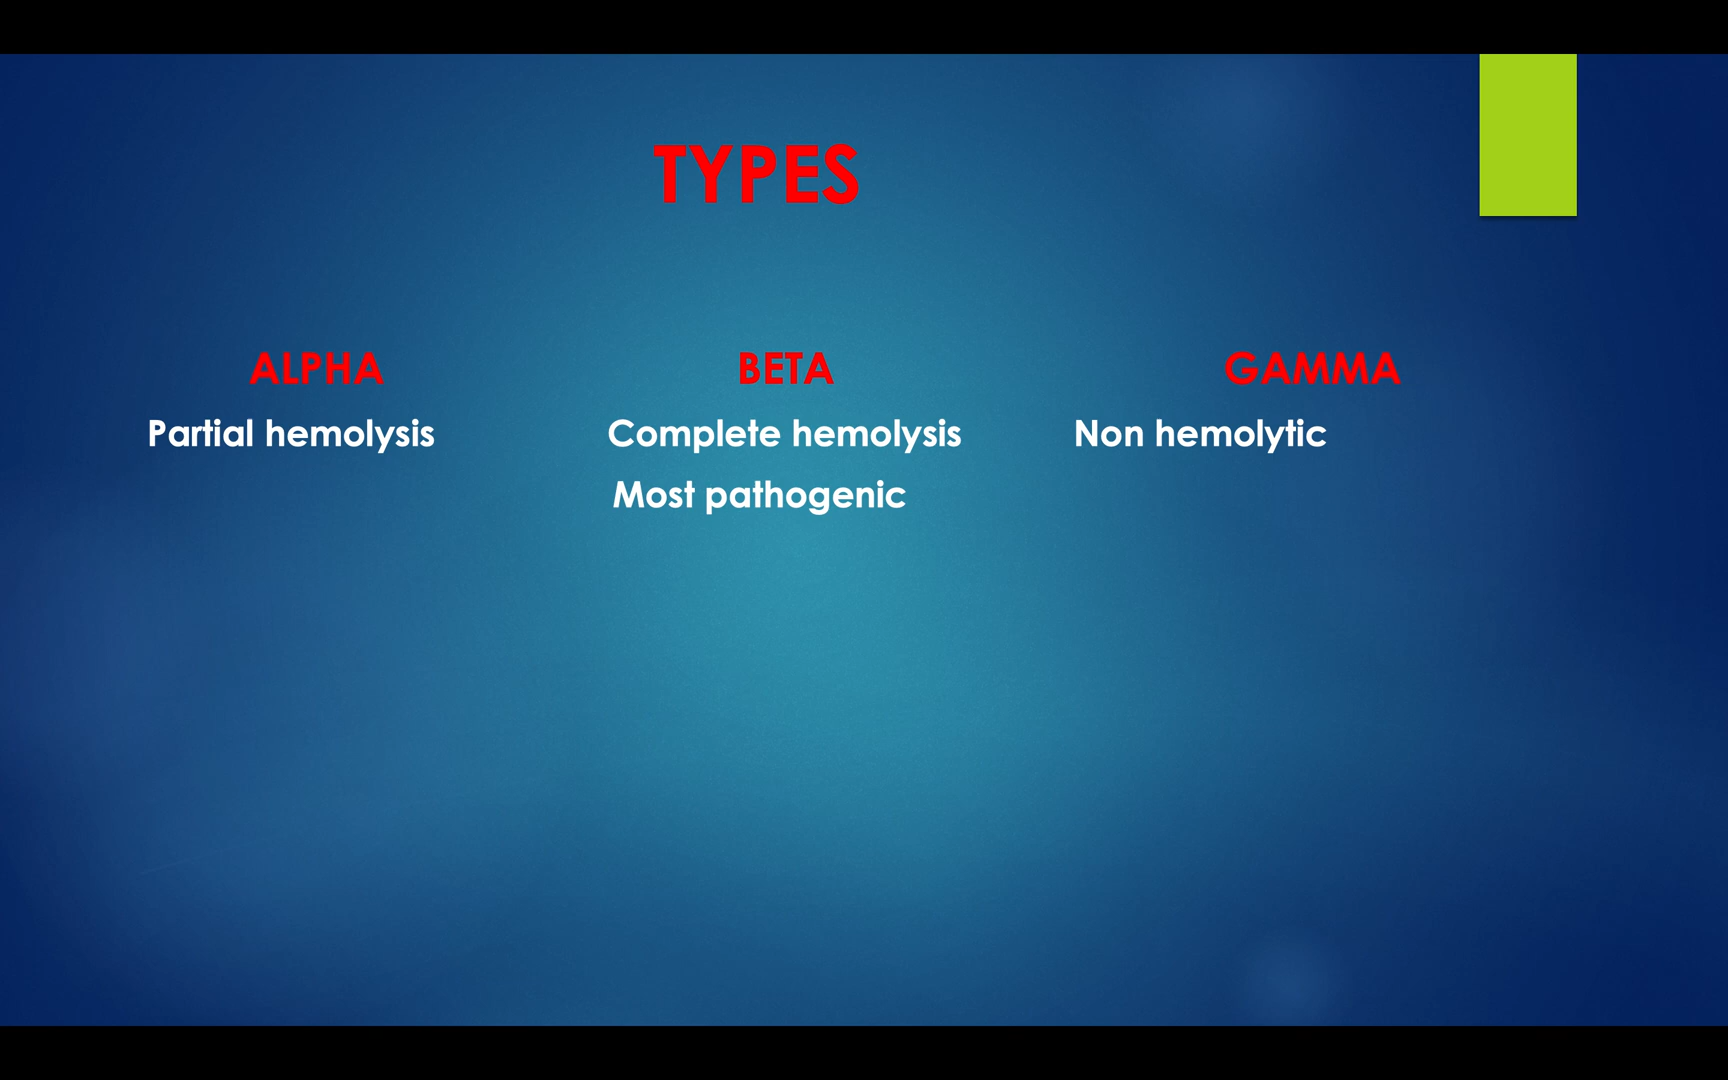 TYPES
ALPHA
Partial hemolysis
BETA
Complete hemolysis
Most pathogenic
GAMMA
Non hemolytic